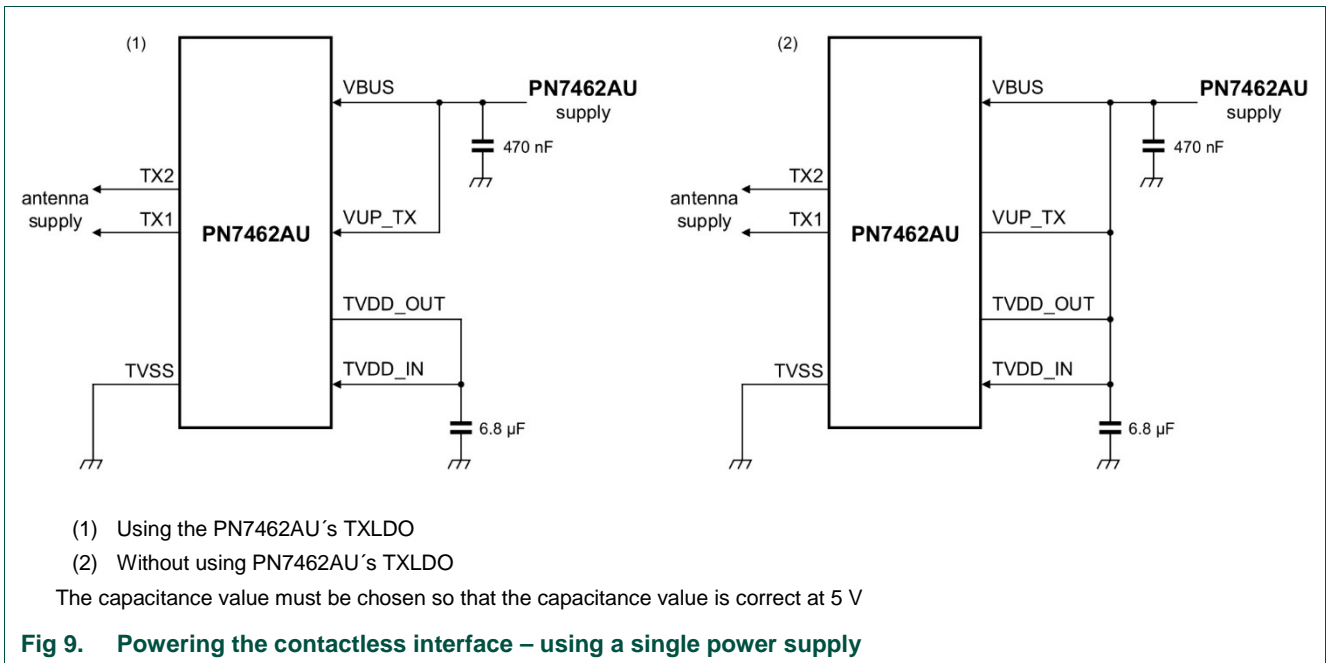 (1)
VBUS
PN7462AU
supply
470 nF
TX2
antenna
supply
TX1
PN7462AU
VUP_TX
TVDD_OUT
TVSS
TVDD_IN
6.8 µF
(2)
VBUS
PN7462AU
supply
470 nF
TX2
antenna
supply
TX1
PN7462AU
VUP_TX
TVDD_OUT
TVSS
TVDD_IN
6.8 µF
(1) Using the PN7462AU´s TXLDO
(2) Without using PN7462AU´s TXLDO
The capacitance value must be chosen so that the capacitance value is correct at 5 V
Fig 9. Powering the contactless interface – using a single power supply